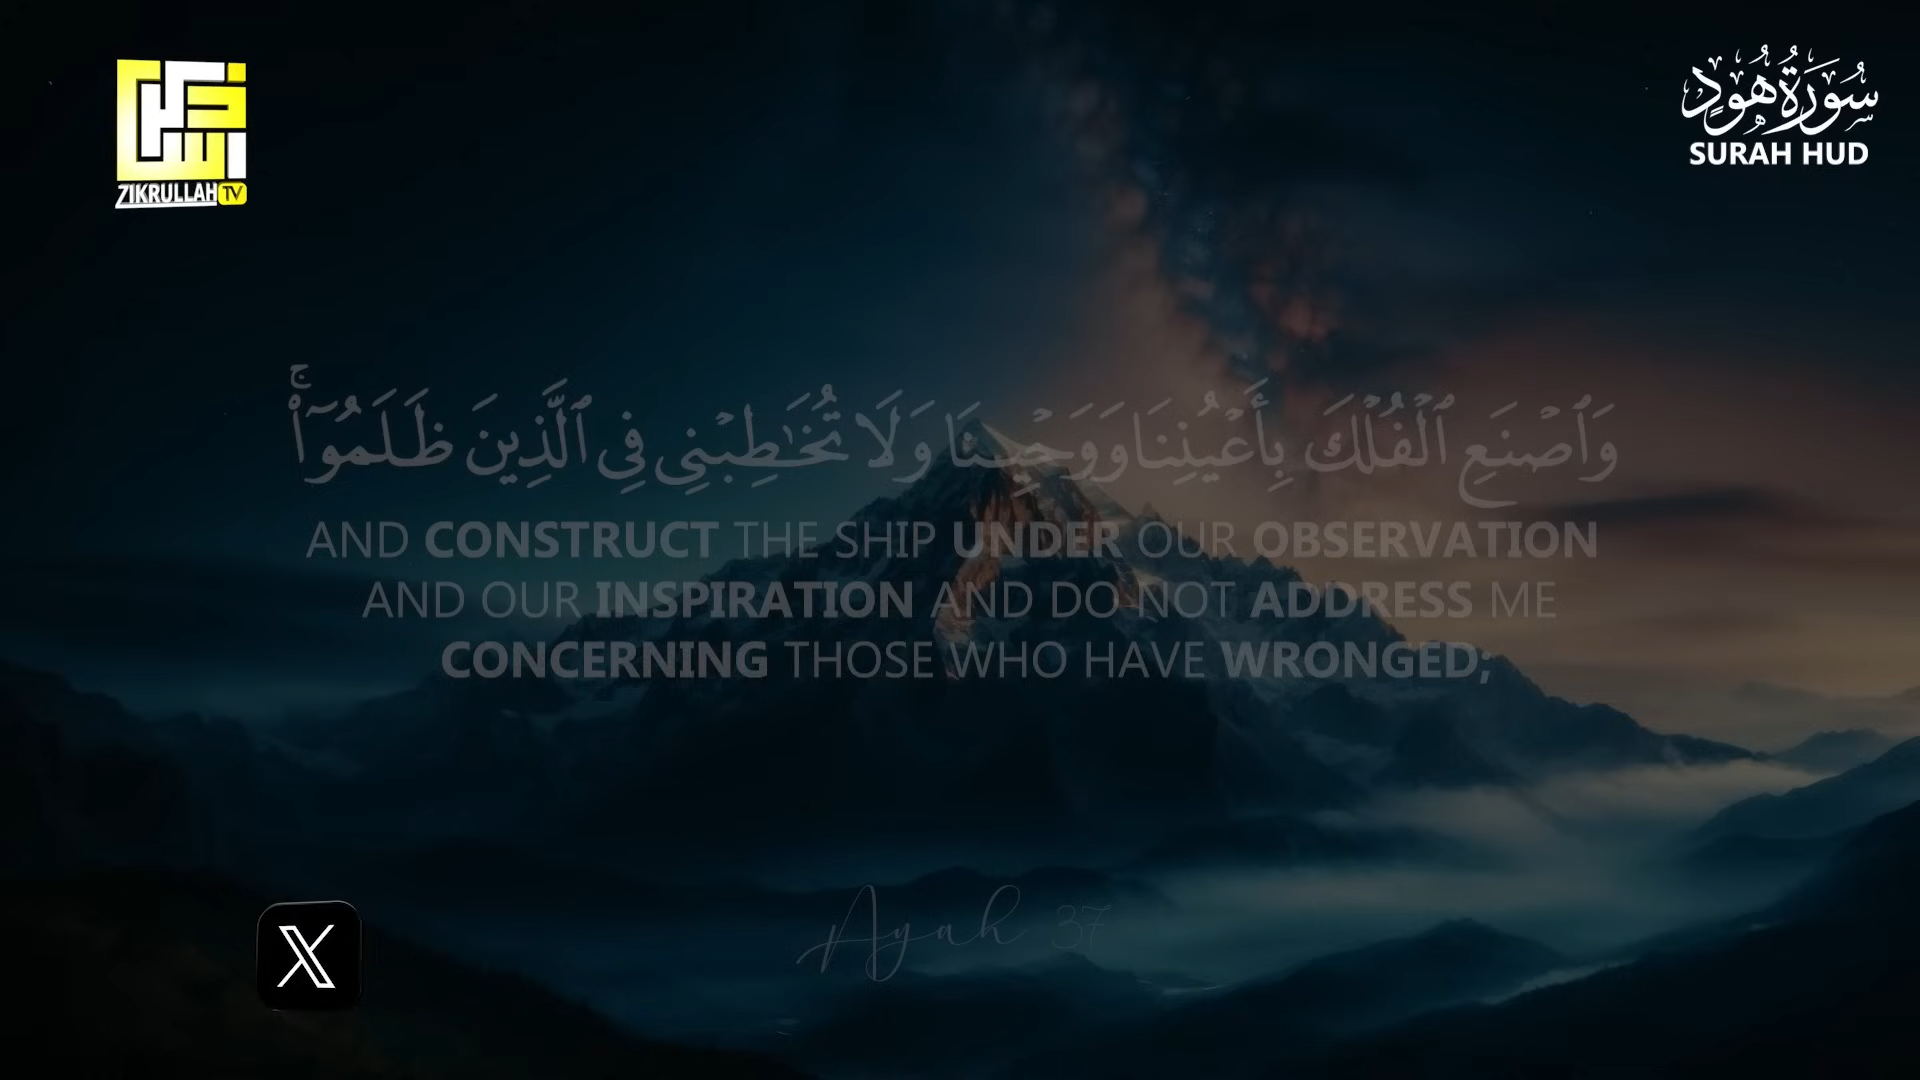 ZIKRULLAH TV
سُورَةُ هُودٍ
SURAH HUD
وَٱصْنَعِ ٱلْفُلْكَ بِأَعْيُنِنَا وَوَحْيِنَا وَلَا تُخَـٰطِبْنِى فِى ٱلَّذِينَ ظَلَمُوٓا۟ ۚ
AND CONSTRUCT THE SHIP UNDER OUR OBSERVATION
AND OUR INSPIRATION AND DO NOT ADDRESS ME
CONCERNING THOSE WHO HAVE WRONGED;
Ayah 37
X